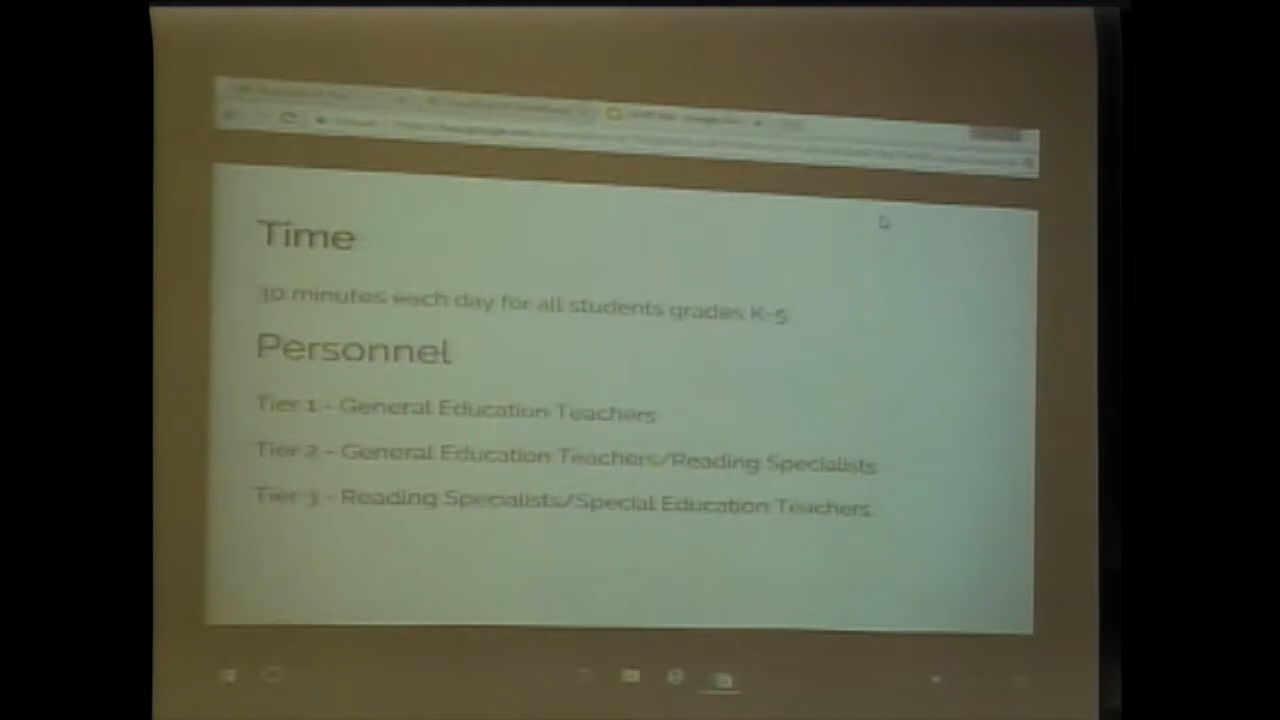 Time
30 minutes each day for all students grades K-5
Personnel
Tier 1 - General Education Teachers
Tier 2 - General Education Teachers/Reading Specialists
Tier 3 - Reading Specialists/Special Education Teachers